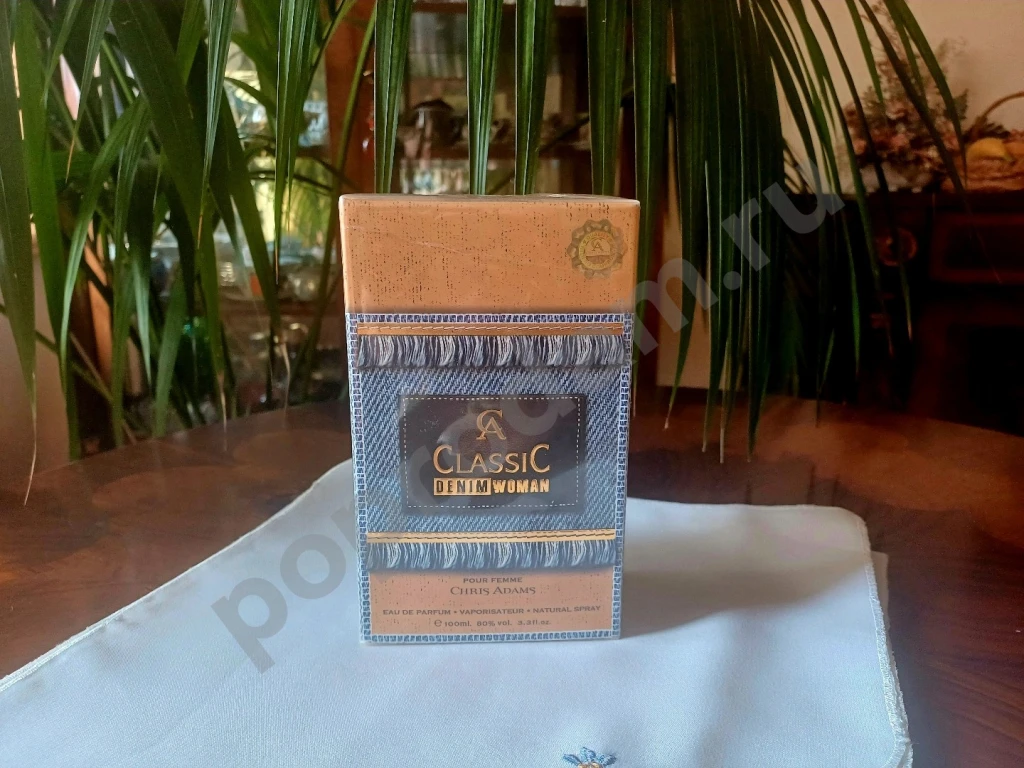 CA
CLASSIC
DENIM WOMAN
POUR FEMME
CHRIS ADAMS
EAU DE PARFUM • VAPORISATEUR • NATURAL SPRAY
℮ 100ml. 80% vol. 3.3fl.oz.